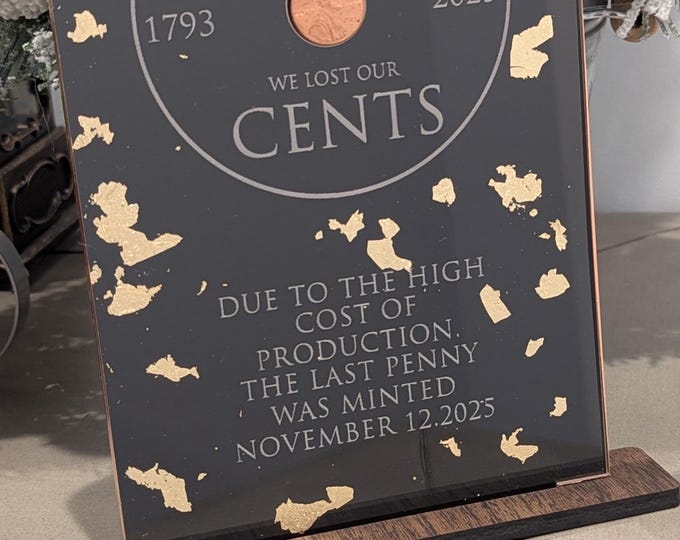 1793
2025
WE LOST OUR
CENTS
DUE TO THE HIGH
COST OF
PRODUCTION,
THE LAST PENNY
WAS MINTED
NOVEMBER 12.2025